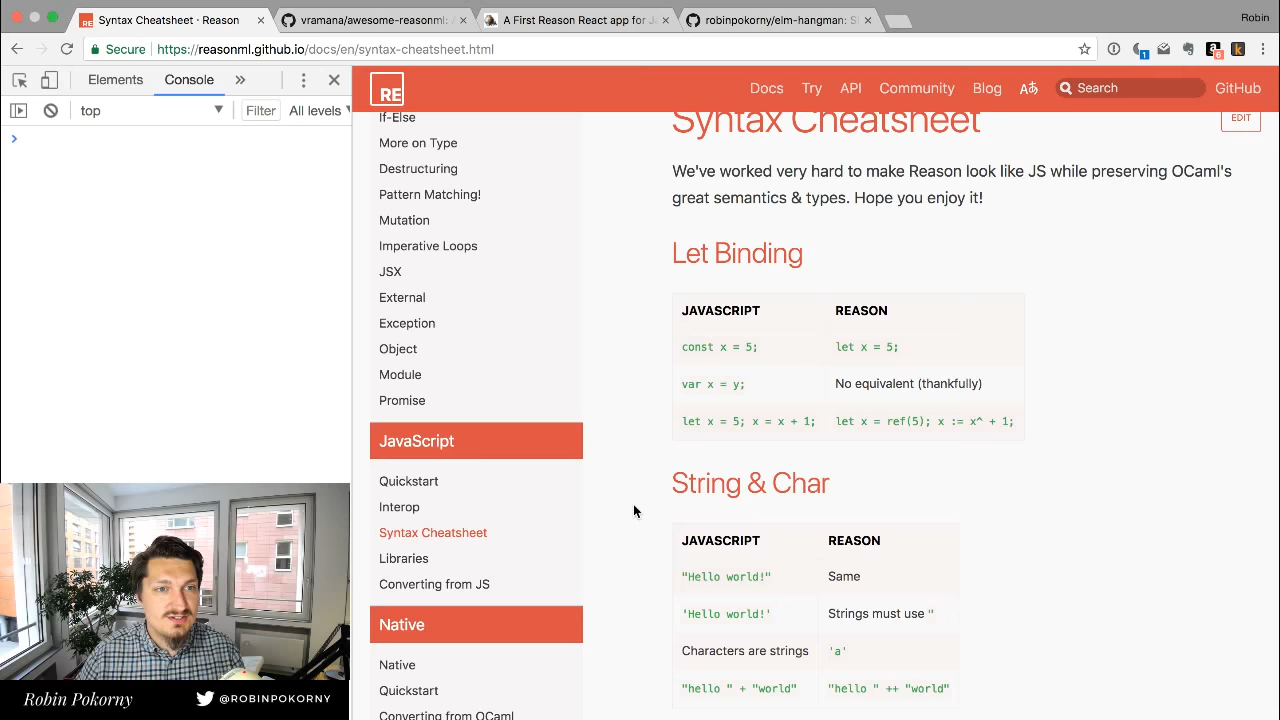 Syntax Cheatsheet · Reason
vramana/awesome-reasonml:
A First Reason React app for J
robinpokorny/elm-hangman: S
Robin
Secure
https://reasonml.github.io/docs/en/syntax-cheatsheet.html
1
6
k
Elements
Console
top
Filter
All levels
RE
Docs
Try
API
Community
Blog
Aあ
Search
GitHub
If-Else
More on Type
Destructuring
Pattern Matching!
Mutation
Imperative Loops
JSX
External
Exception
Object
Module
Promise
JavaScript
Quickstart
Interop
Syntax Cheatsheet
Libraries
Converting from JS
Native
Native
Quickstart
Converting from OCaml
Syntax Cheatsheet
EDIT
We've worked very hard to make Reason look like JS while preserving OCaml's
great semantics & types. Hope you enjoy it!
Let Binding
JAVASCRIPT REASON
const x = 5; let x = 5;
var x = y; No equivalent (thankfully)
let x = 5; x = x + 1; let x = ref(5); x := x^ + 1;
String & Char
JAVASCRIPT REASON
"Hello world!" Same
'Hello world!' Strings must use "
Characters are strings 'a'
"hello " + "world" "hello " ++ "world"
Robin Pokorny
@ROBINPOKORNY